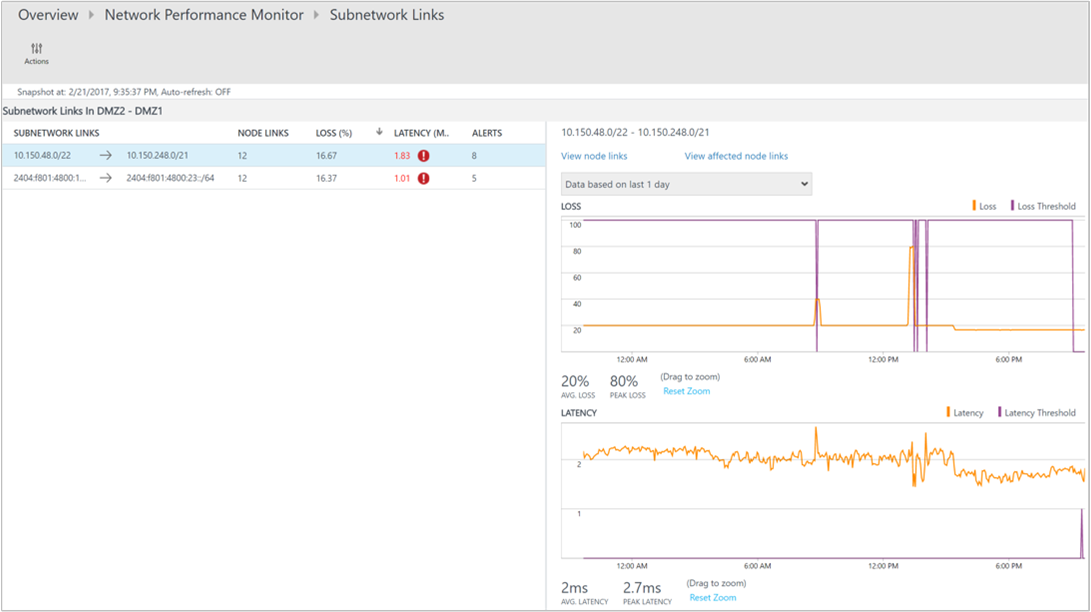 Overview Network Performance Monitor Subnetwork Links
Actions
Snapshot at: 2/21/2017, 9:35:37 PM, Auto-refresh: OFF
Subnetwork Links In DMZ2 - DMZ1
SUBNETWORK LINKS NODE LINKS LOSS (%) LATENCY (M.. ALERTS
10.150.48.0/22 → 10.150.248.0/21 12 16.67 1.83 ! 8
2404:f801:4800:1... → 2404:f801:4800:23::/64 12 16.37 1.01 ! 5
10.150.48.0/22 - 10.150.248.0/21
View node links View affected node links
Data based on last 1 day
LOSS Loss Loss Threshold
100
80
60
40
20
12:00 AM 6:00 AM 12:00 PM 6:00 PM
20% 80% (Drag to zoom)
AVG. LOSS PEAK LOSS Reset Zoom
LATENCY Latency Latency Threshold
2
1
12:00 AM 6:00 AM 12:00 PM 6:00 PM
2ms 2.7ms (Drag to zoom)
AVG. LATENCY PEAK LATENCY Reset Zoom